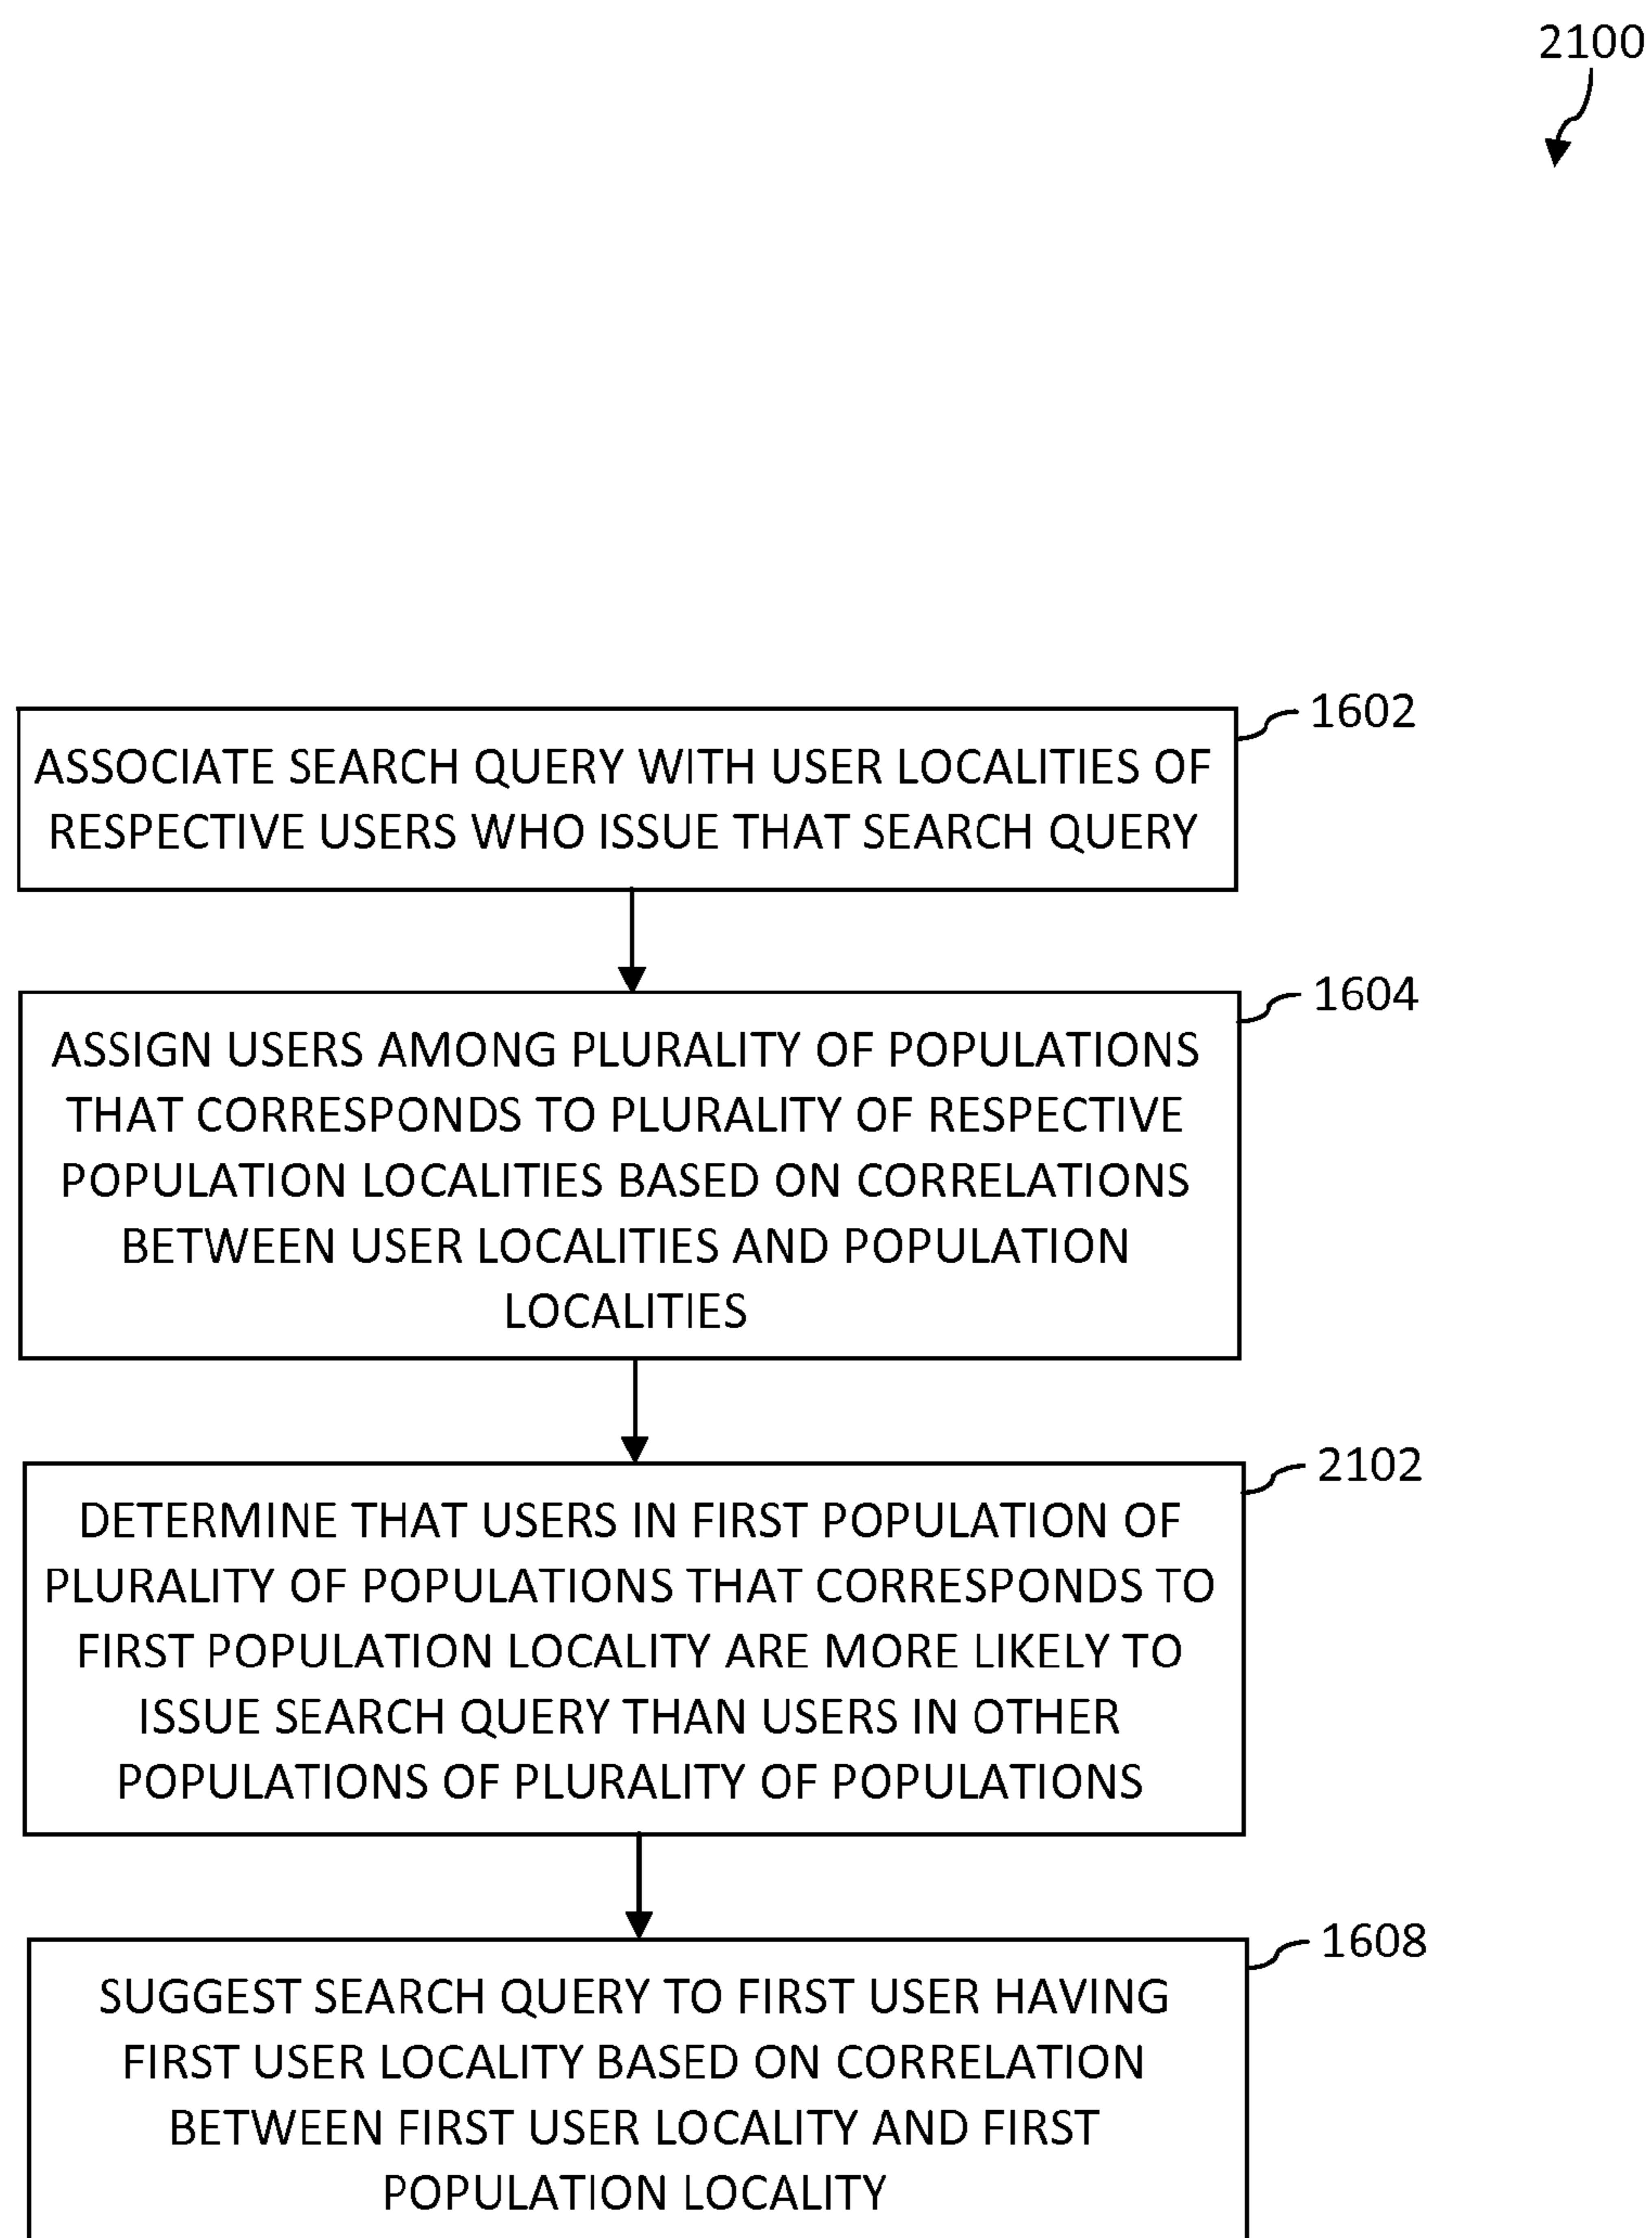 2100
1602
ASSOCIATE SEARCH QUERY WITH USER LOCALITIES OF
RESPECTIVE USERS WHO ISSUE THAT SEARCH QUERY
1604
ASSIGN USERS AMONG PLURALITY OF POPULATIONS
THAT CORRESPONDS TO PLURALITY OF RESPECTIVE
POPULATION LOCALITIES BASED ON CORRELATIONS
BETWEEN USER LOCALITIES AND POPULATION
LOCALITIES
2102
DETERMINE THAT USERS IN FIRST POPULATION OF
PLURALITY OF POPULATIONS THAT CORRESPONDS TO
FIRST POPULATION LOCALITY ARE MORE LIKELY TO
ISSUE SEARCH QUERY THAN USERS IN OTHER
POPULATIONS OF PLURALITY OF POPULATIONS
1608
SUGGEST SEARCH QUERY TO FIRST USER HAVING
FIRST USER LOCALITY BASED ON CORRELATION
BETWEEN FIRST USER LOCALITY AND FIRST
POPULATION LOCALITY